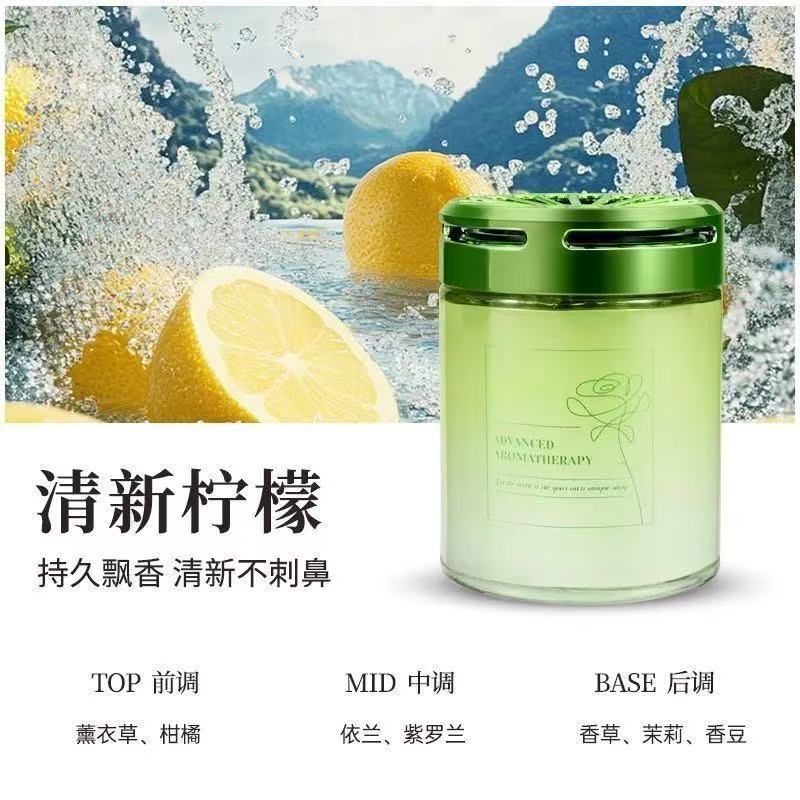 ADVANCED
AROMATHERAPY
清新柠檬
持久飘香 清新不刺鼻
TOP 前调
MID 中调
BASE 后调
薰衣草、柑橘
依兰、紫罗兰
香草、茉莉、香豆